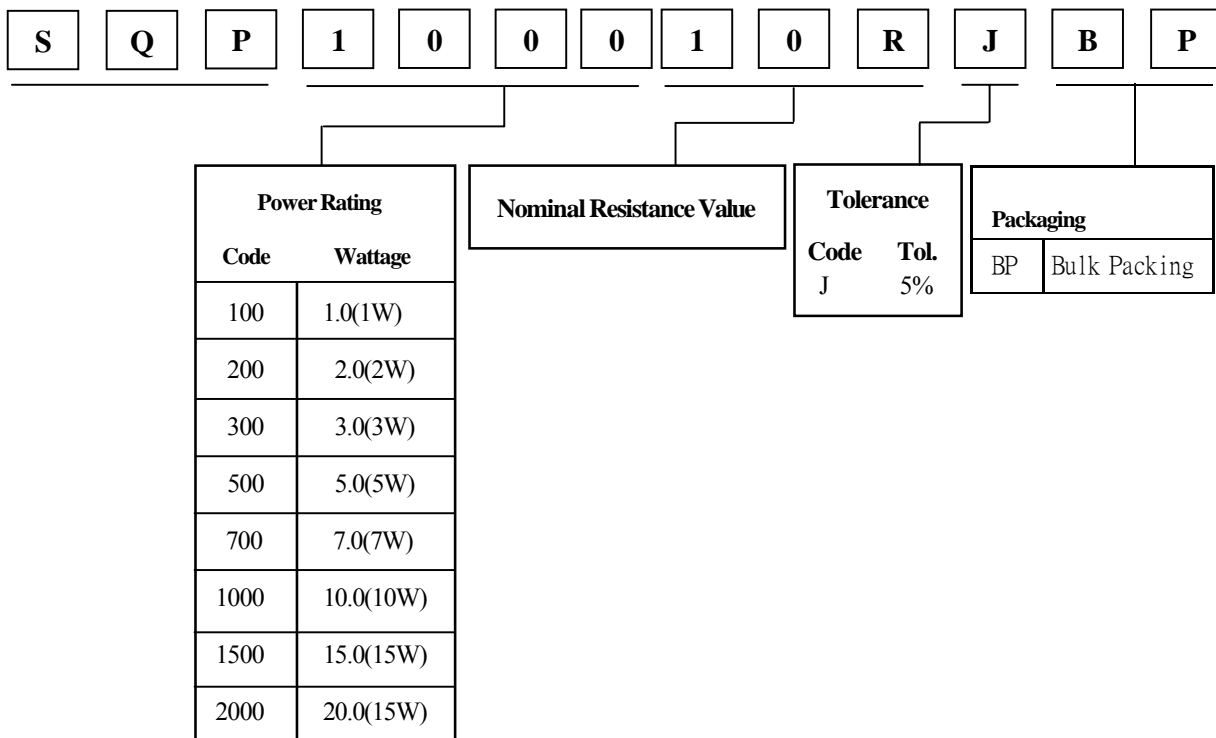 S Q P 1 0 0 0 1 0 R J B P
Power Rating
Code Wattage
100 1.0(1W)
200 2.0(2W)
300 3.0(3W)
500 5.0(5W)
700 7.0(7W)
1000 10.0(10W)
1500 15.0(15W)
2000 20.0(15W)
Nominal Resistance Value
Tolerance
Code Tol.
J 5%
Packaging
BP Bulk Packing